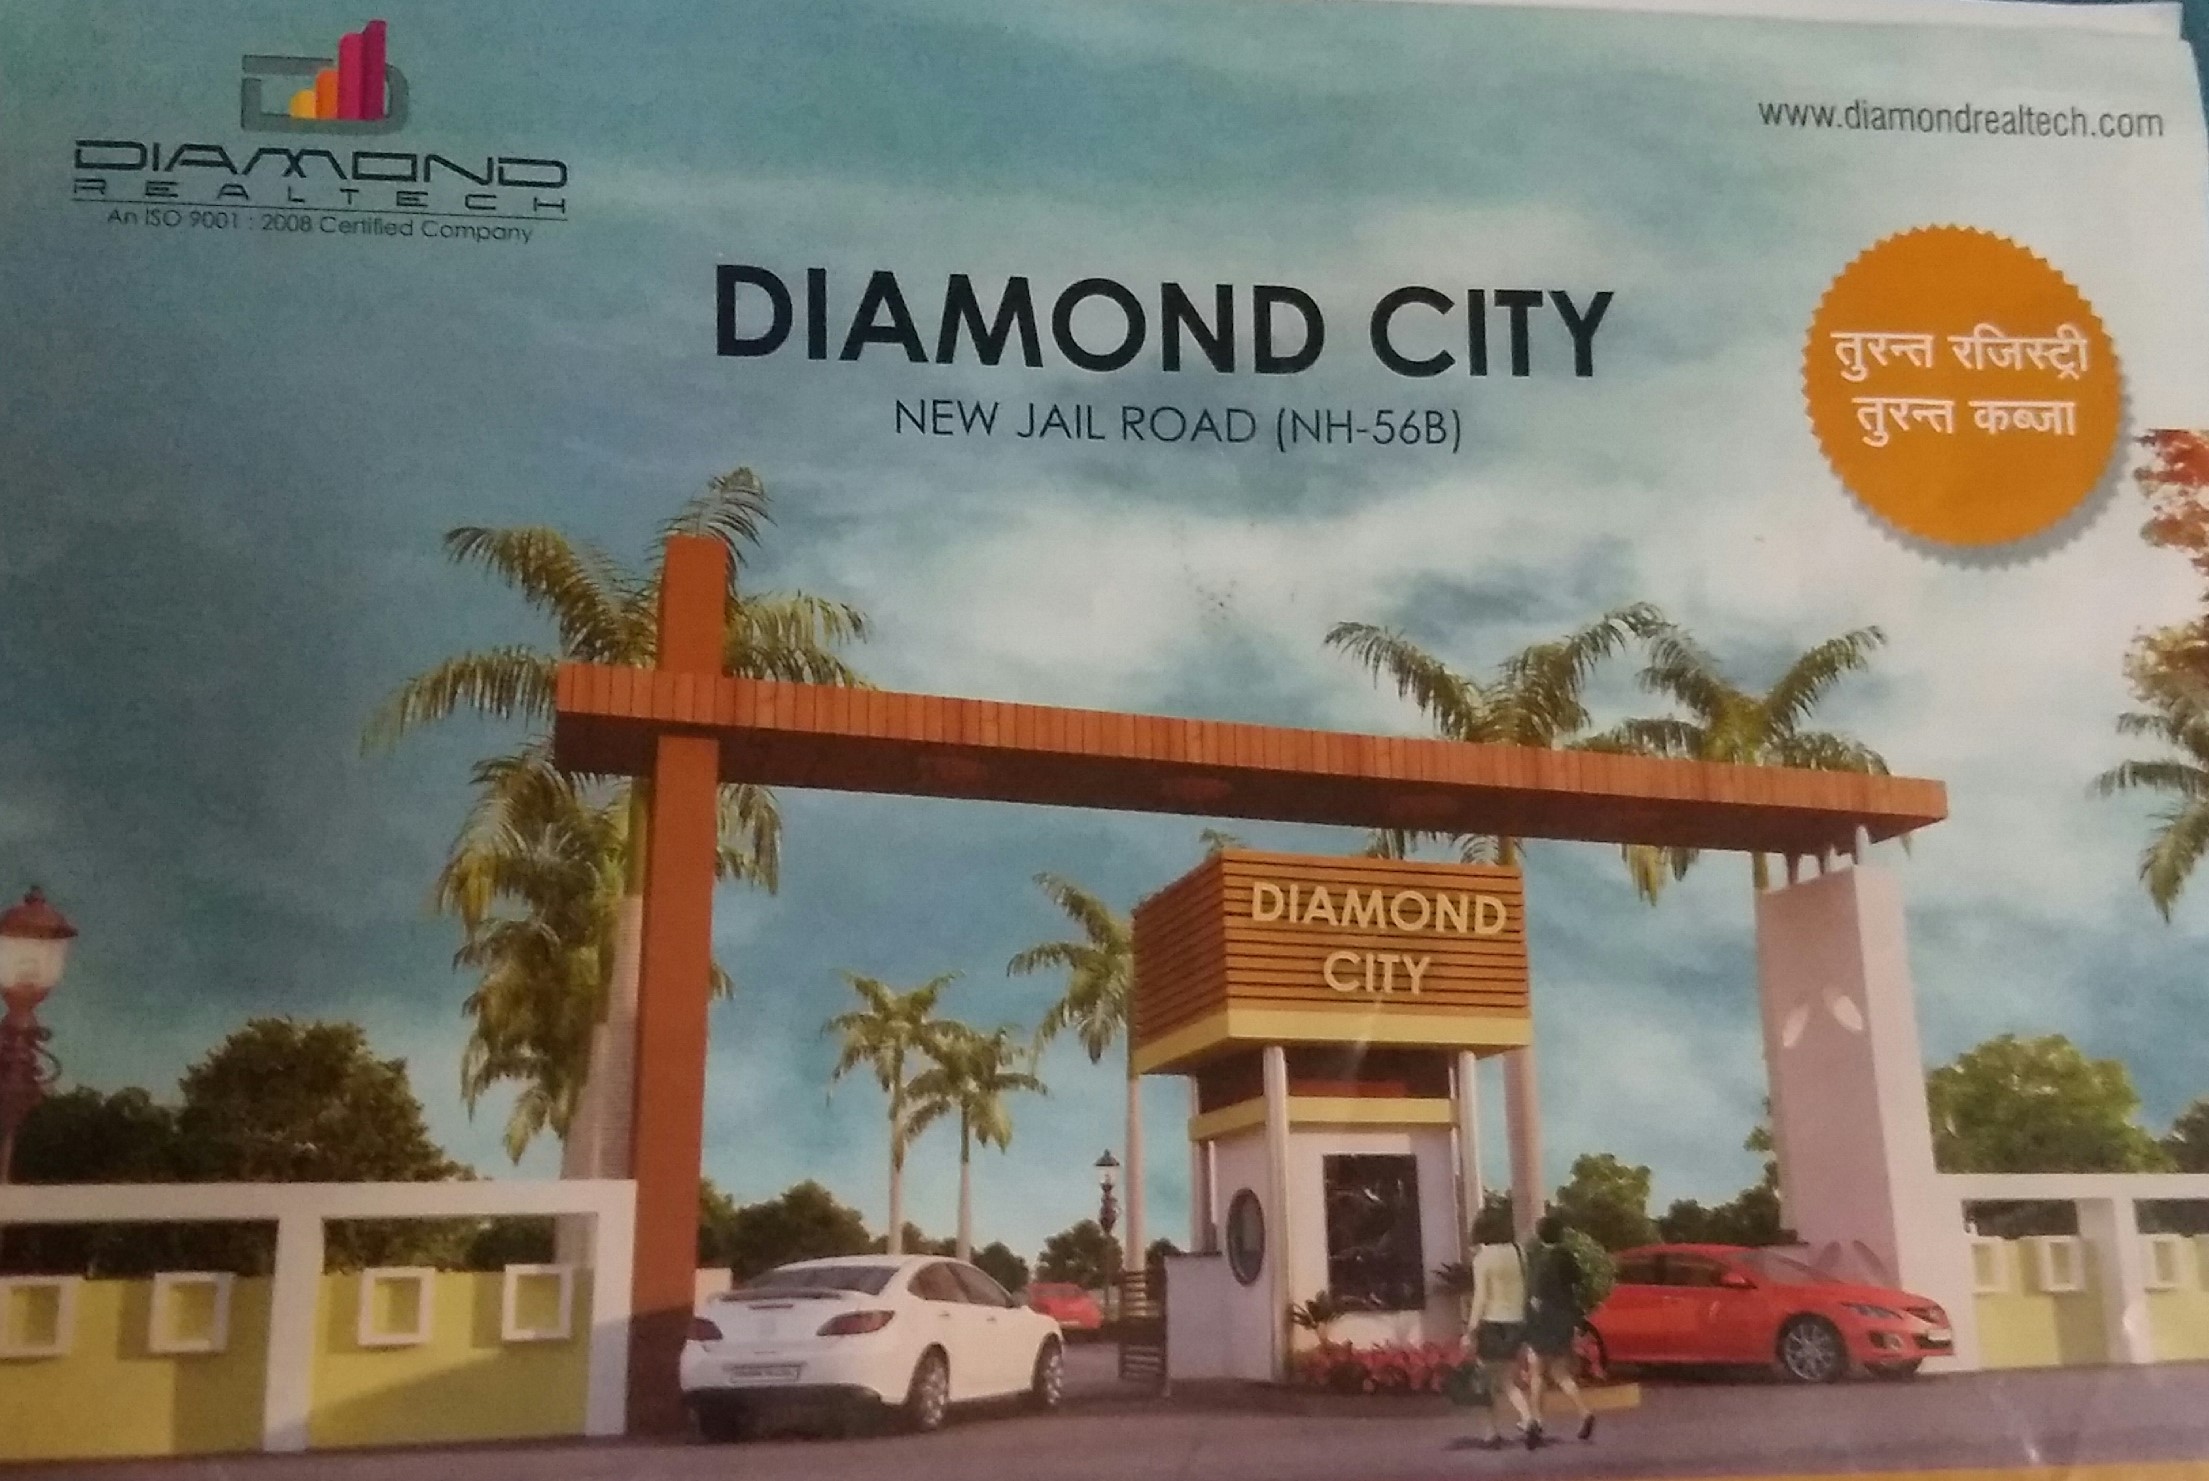 DIAMOND
REALTECH
An ISO 9001 : 2008 Certified Company
www.diamondrealtech.com
DIAMOND CITY
NEW JAIL ROAD (NH-56B)
तुरन्त रजिस्ट्री
तुरन्त कब्जा
DIAMOND
CITY